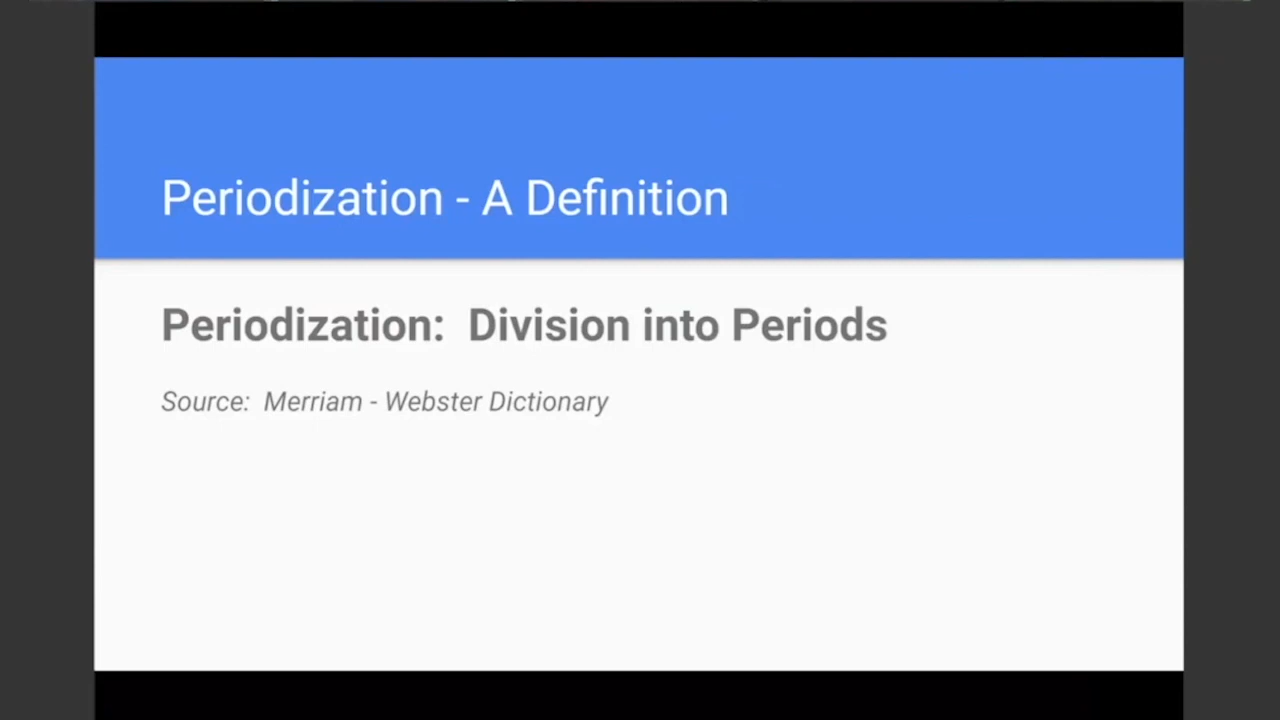 Periodization - A Definition
Periodization:  Division into Periods
Source:  Merriam - Webster Dictionary